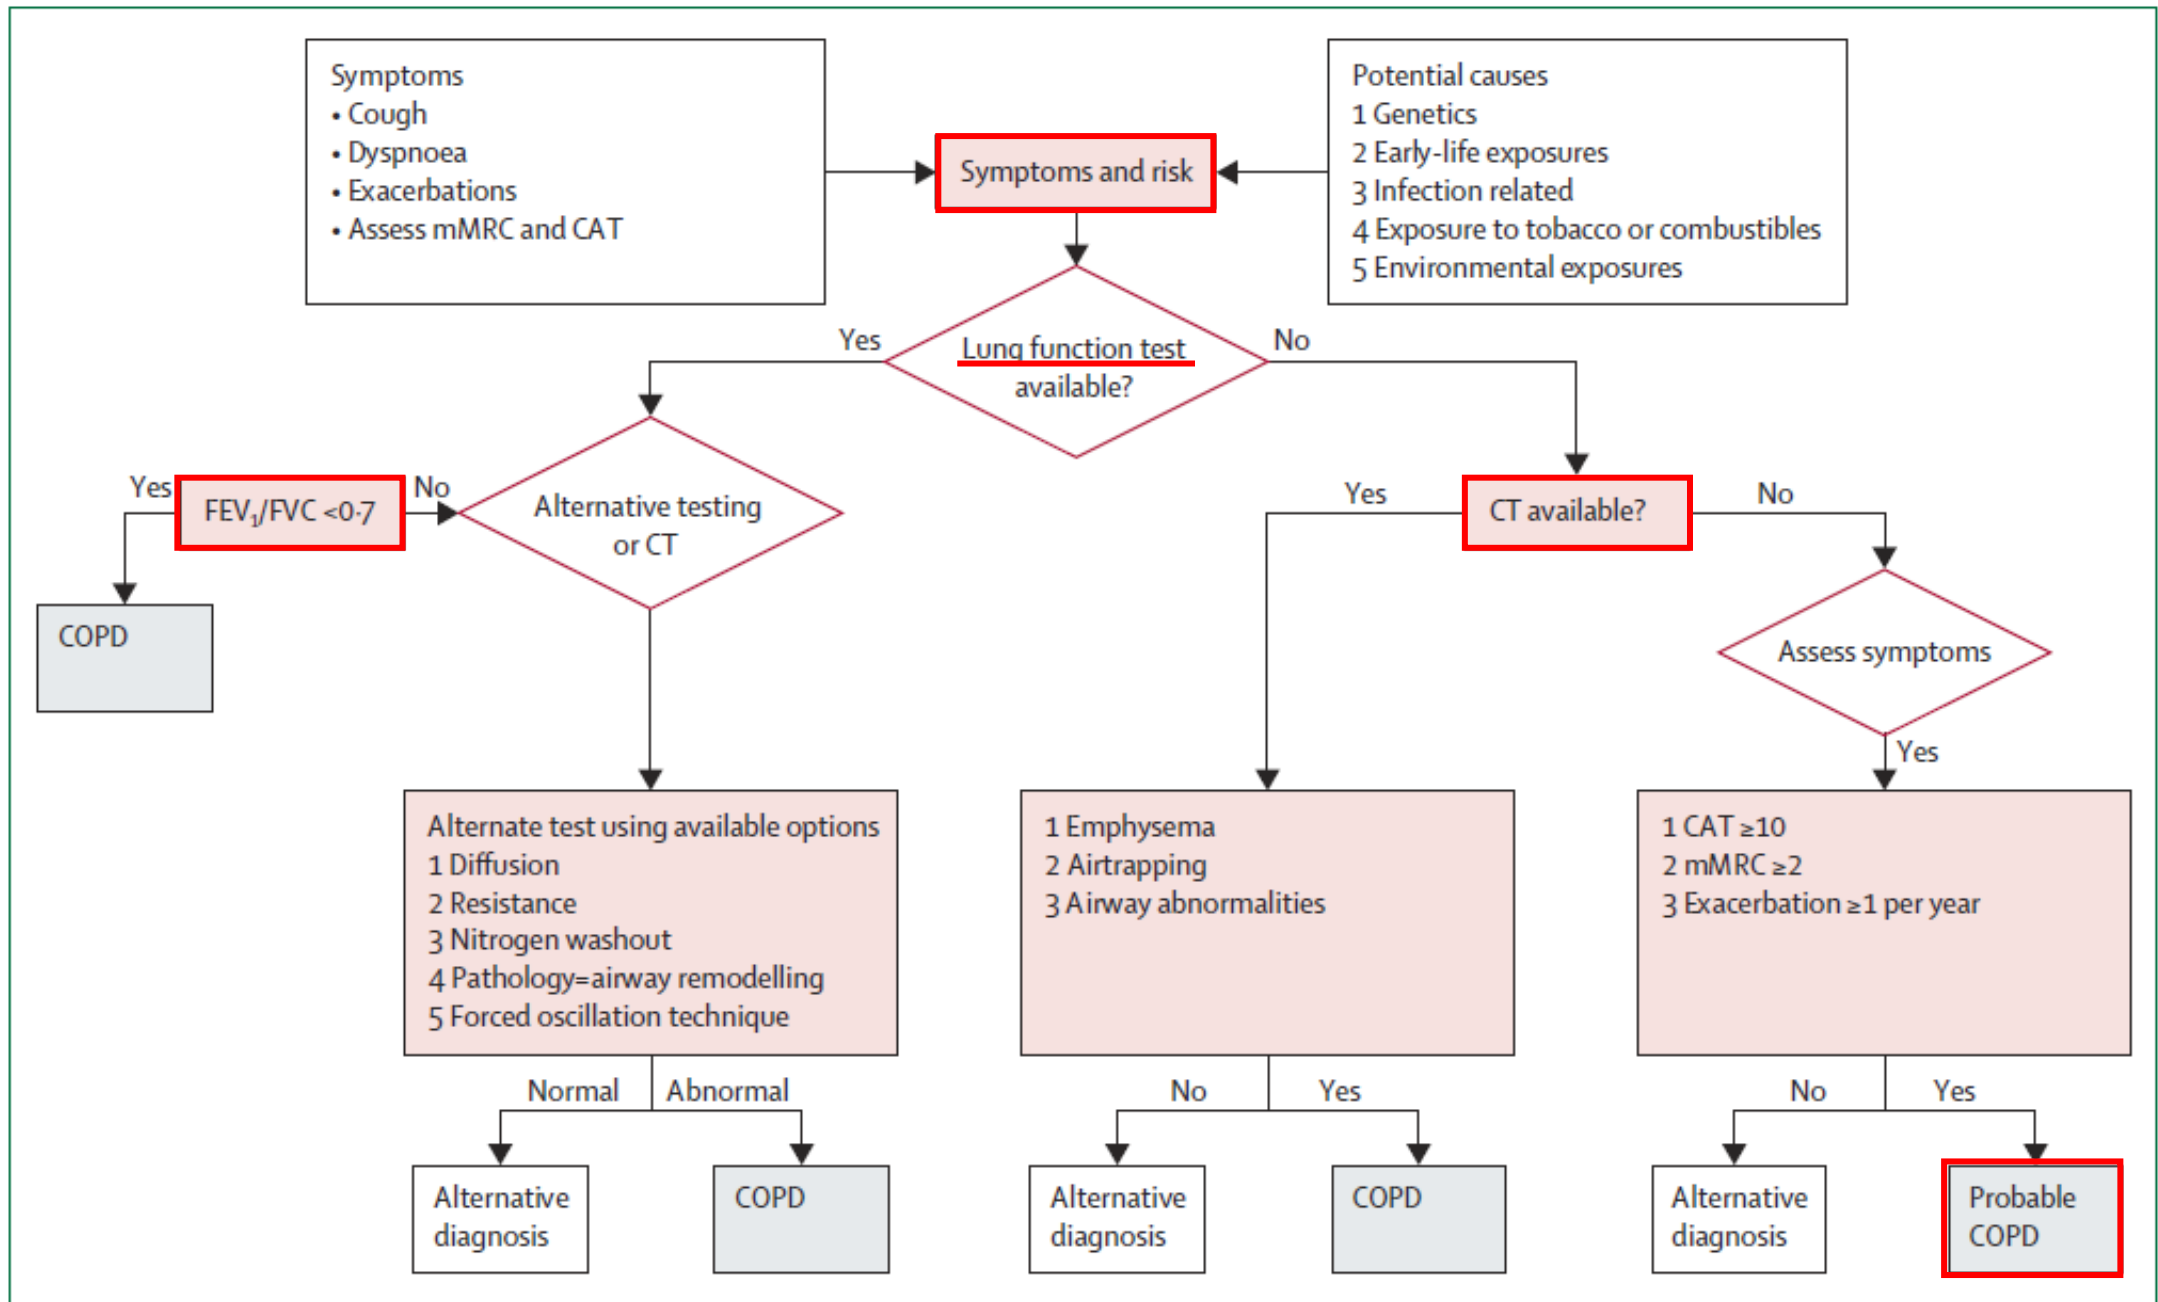 Symptoms
• Cough
• Dyspnoea
• Exacerbations
• Assess mMRC and CAT
Symptoms and risk
Potential causes
1 Genetics
2 Early-life exposures
3 Infection related
4 Exposure to tobacco or combustibles
5 Environmental exposures
Yes
Lung function test
available?
No
Yes
FEV₁/FVC <0·7
No
Alternative testing
or CT
Yes
CT available?
No
COPD
Assess symptoms
Yes
Alternate test using available options
1 Diffusion
2 Resistance
3 Nitrogen washout
4 Pathology=airway remodelling
5 Forced oscillation technique
1 Emphysema
2 Airtrapping
3 Airway abnormalities
1 CAT ≥10
2 mMRC ≥2
3 Exacerbation ≥1 per year
Normal
Abnormal
No
Yes
No
Yes
Alternative
diagnosis
COPD
Alternative
diagnosis
COPD
Alternative
diagnosis
Probable
COPD